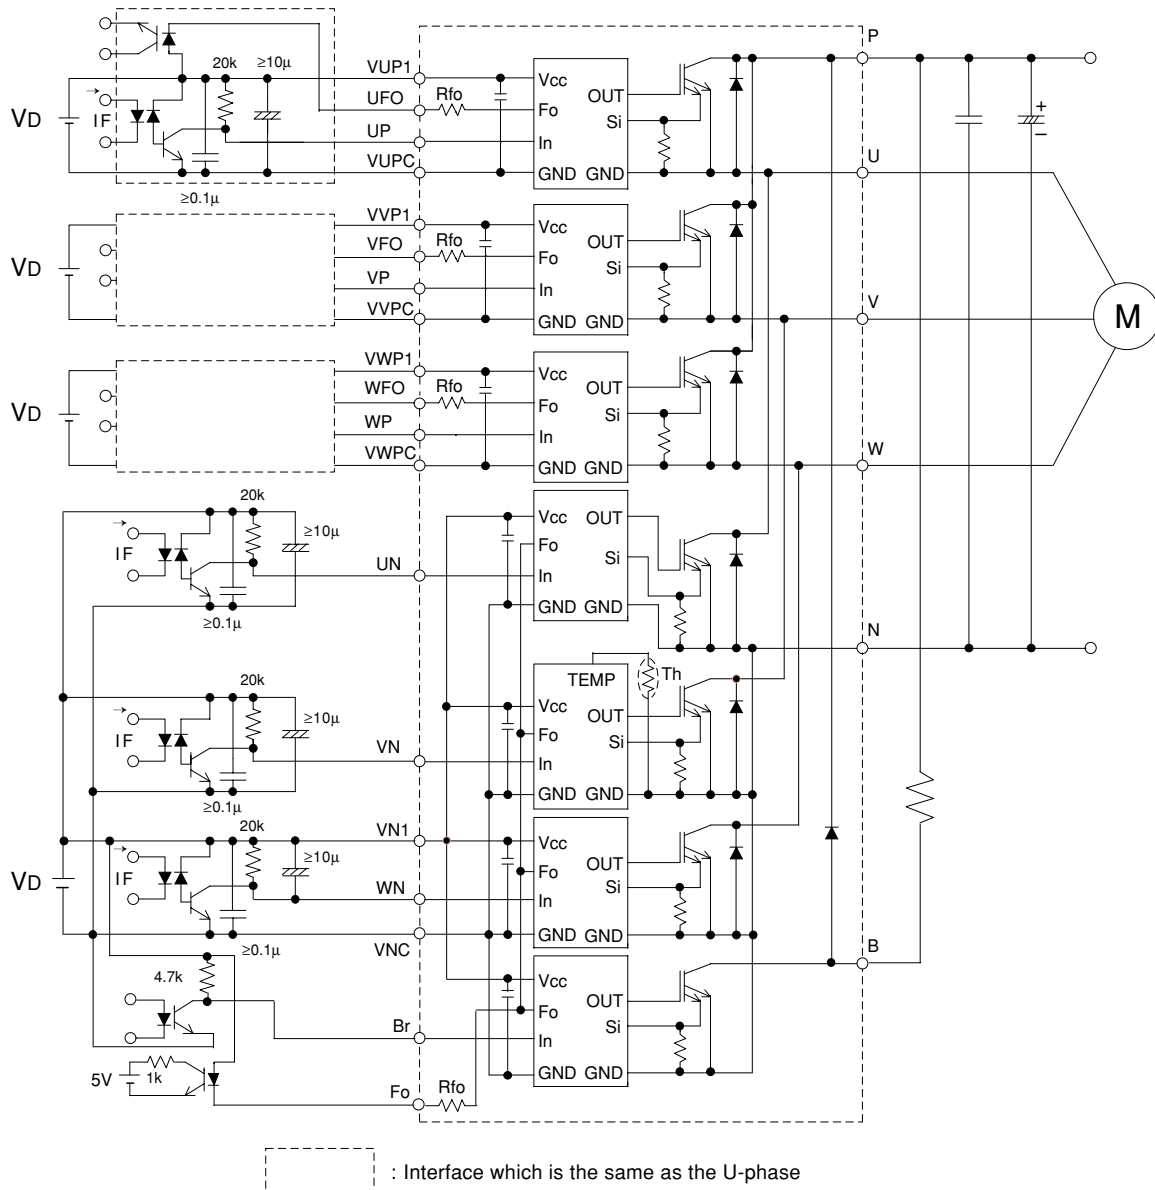 P
20k
≥10µ
VUP1
Vcc
UFO
Rfo
OUT
Fo
VD
IF
Si
UP
In
U
VUPC
GND GND
≥0.1µ
VVP1
Vcc
VFO
Rfo
OUT
Fo
VD
Si
VP
In
V
VVPC
GND GND
M
VWP1
Vcc
WFO
Rfo
OUT
Fo
VD
Si
WP
In
W
VWPC
GND GND
20k
≥10µ
Vcc
OUT
IF
Fo
Si
UN
In
GND GND
≥0.1µ
N
Th
TEMP
20k
≥10µ
Vcc
OUT
IF
Fo
Si
VN
In
GND GND
≥0.1µ
20k
VN1
Vcc
≥10µ
OUT
IF
Fo
VD
Si
WN
In
GND GND
≥0.1µ
VNC
B
4.7k
Vcc
OUT
Fo
Si
Br
In
5V
1k
GND GND
Fo
Rfo
: Interface which is the same as the U-phase